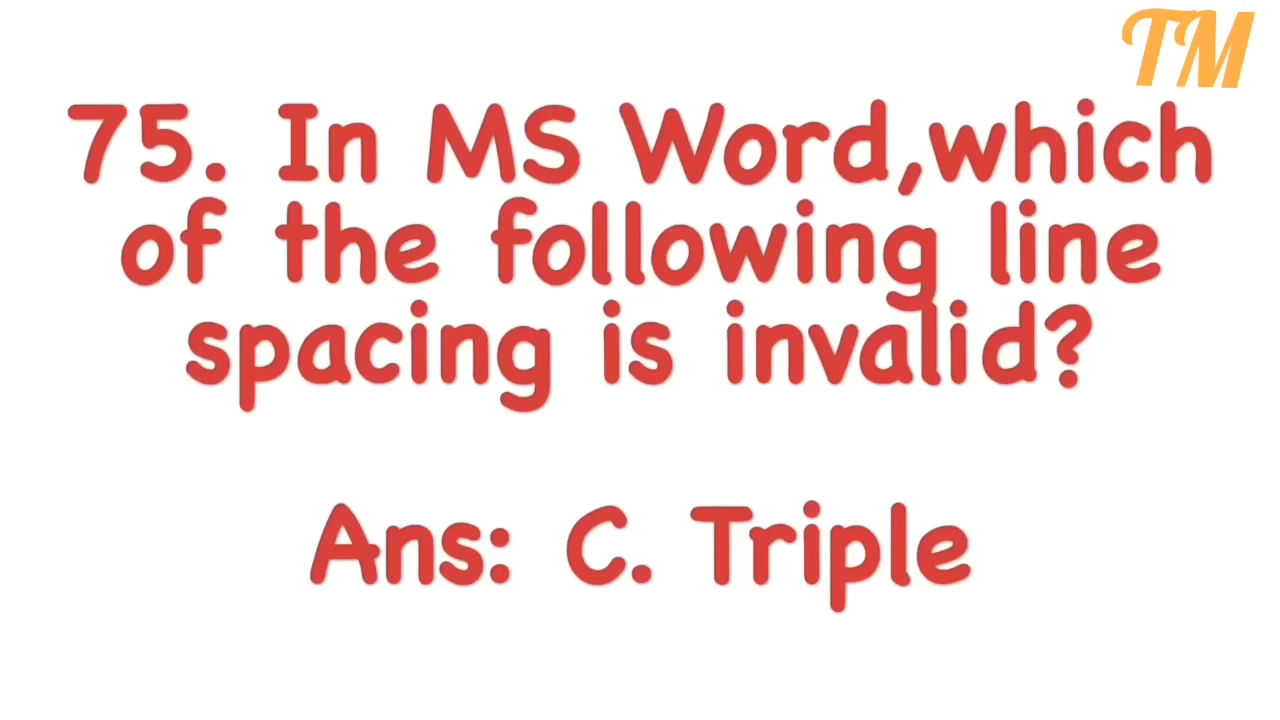 TM
75. In MS Word,which
of the following line
spacing is invalid?
Ans: C. Triple